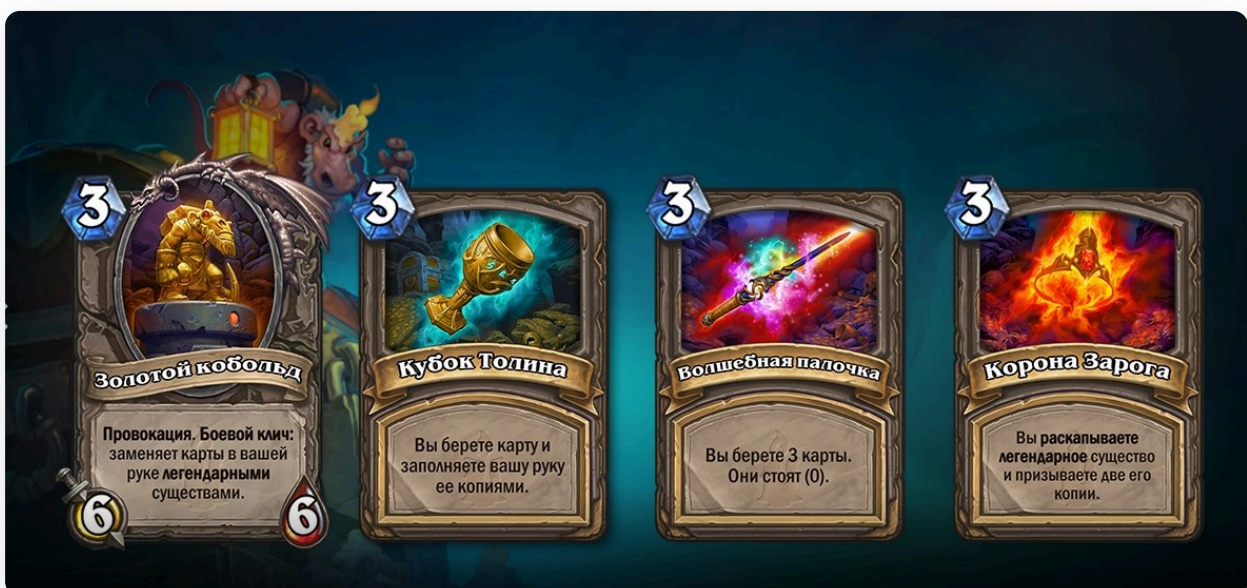 3
Золотой кобольд
Провокация. Боевой клич:
заменяет карты в вашей
руке легендарными
существами.
6
6
3
Кубок Толина
Вы берете карту и
заполняете вашу руку
ее копиями.
3
Волшебная палочка
Вы берете 3 карты.
Они стоят (0).
3
Корона Зарога
Вы раскапываете
легендарное существо
и призываете две его
копии.